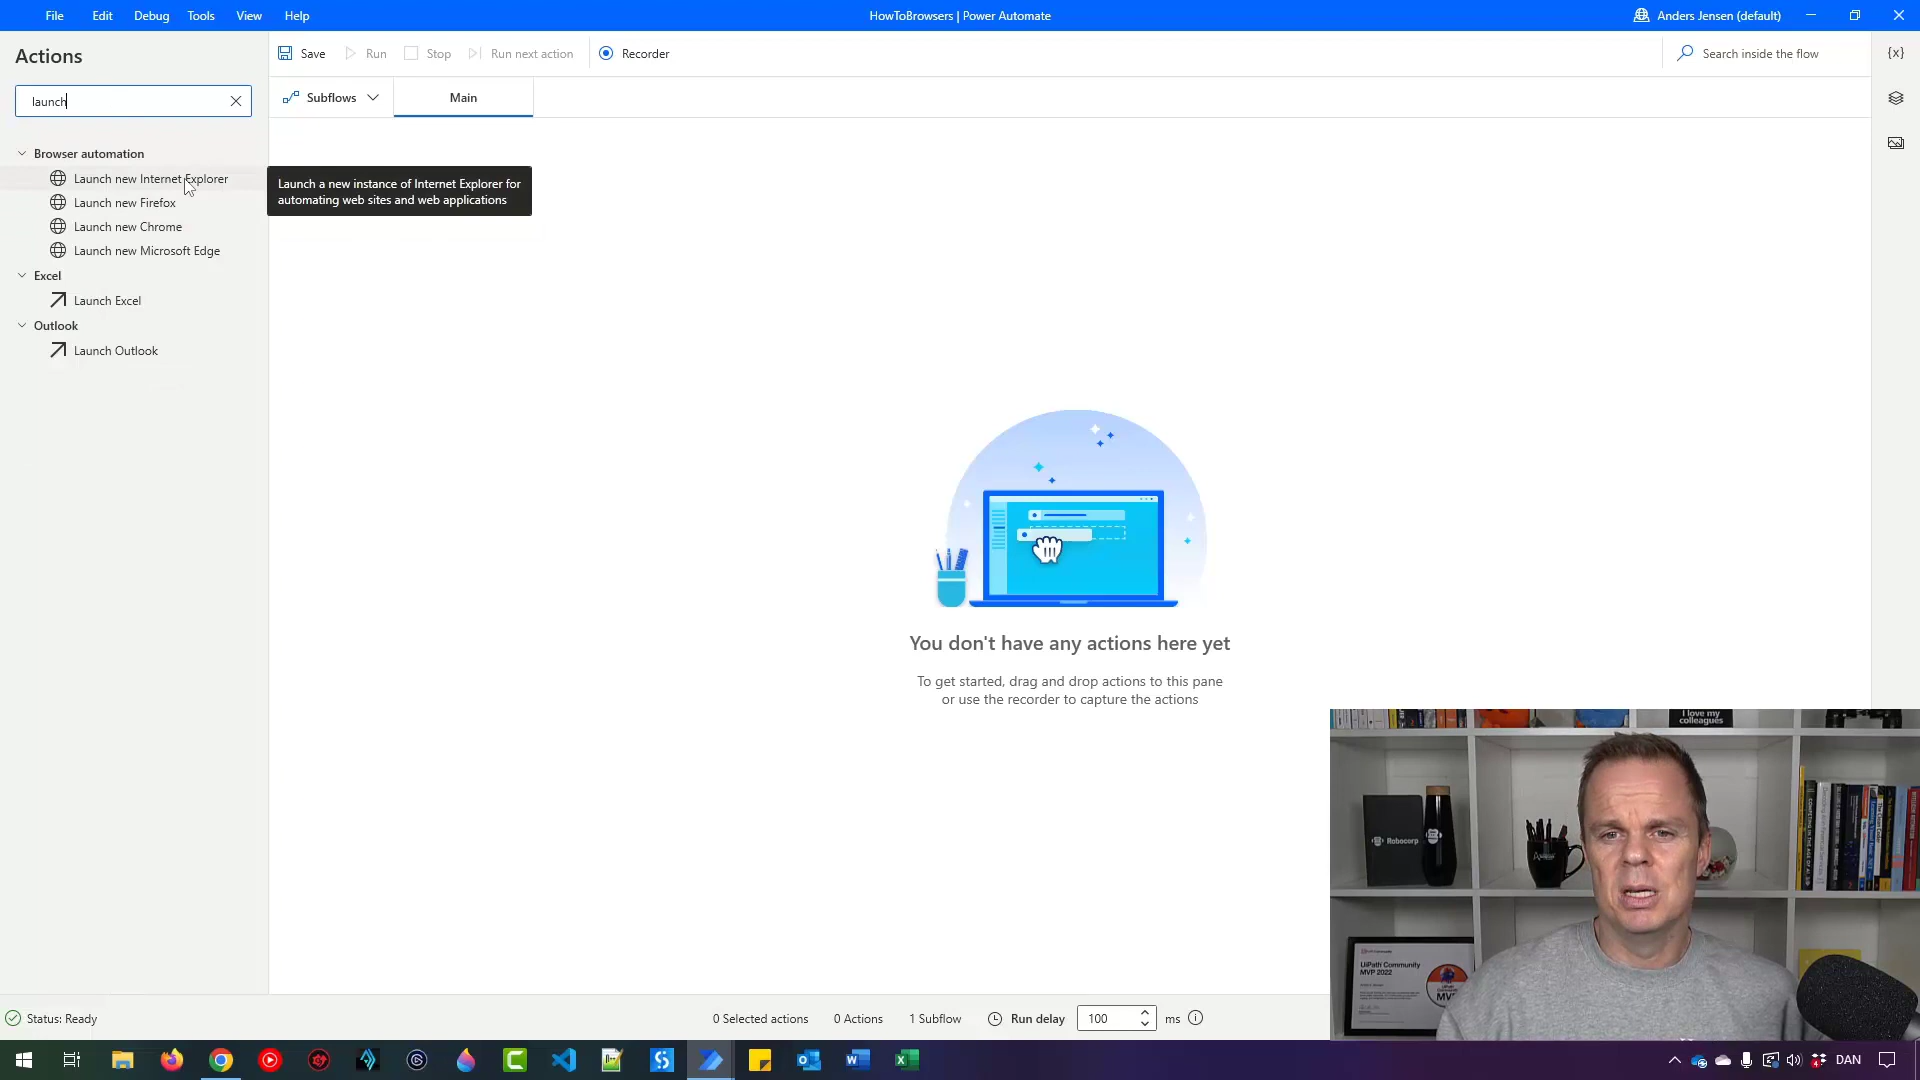 File Edit Debug Tools View Help
HowToBrowsers | Power Automate
Anders Jensen (default)
Actions
Save Run Stop Run next action Recorder
Search inside the flow
{x}
launch
Subflows
Main
Browser automation
Launch new Internet Explorer
Launch a new instance of Internet Explorer for
automating web sites and web applications
Launch new Firefox
Launch new Chrome
Launch new Microsoft Edge
Excel
Launch Excel
Outlook
Launch Outlook
You don't have any actions here yet
To get started, drag and drop actions to this pane
or use the recorder to capture the actions
I love my
colleagues
Robocorp
UiPath Community
MVP 2022
Status: Ready
0 Selected actions
0 Actions
1 Subflow
Run delay
100
ms
DAN